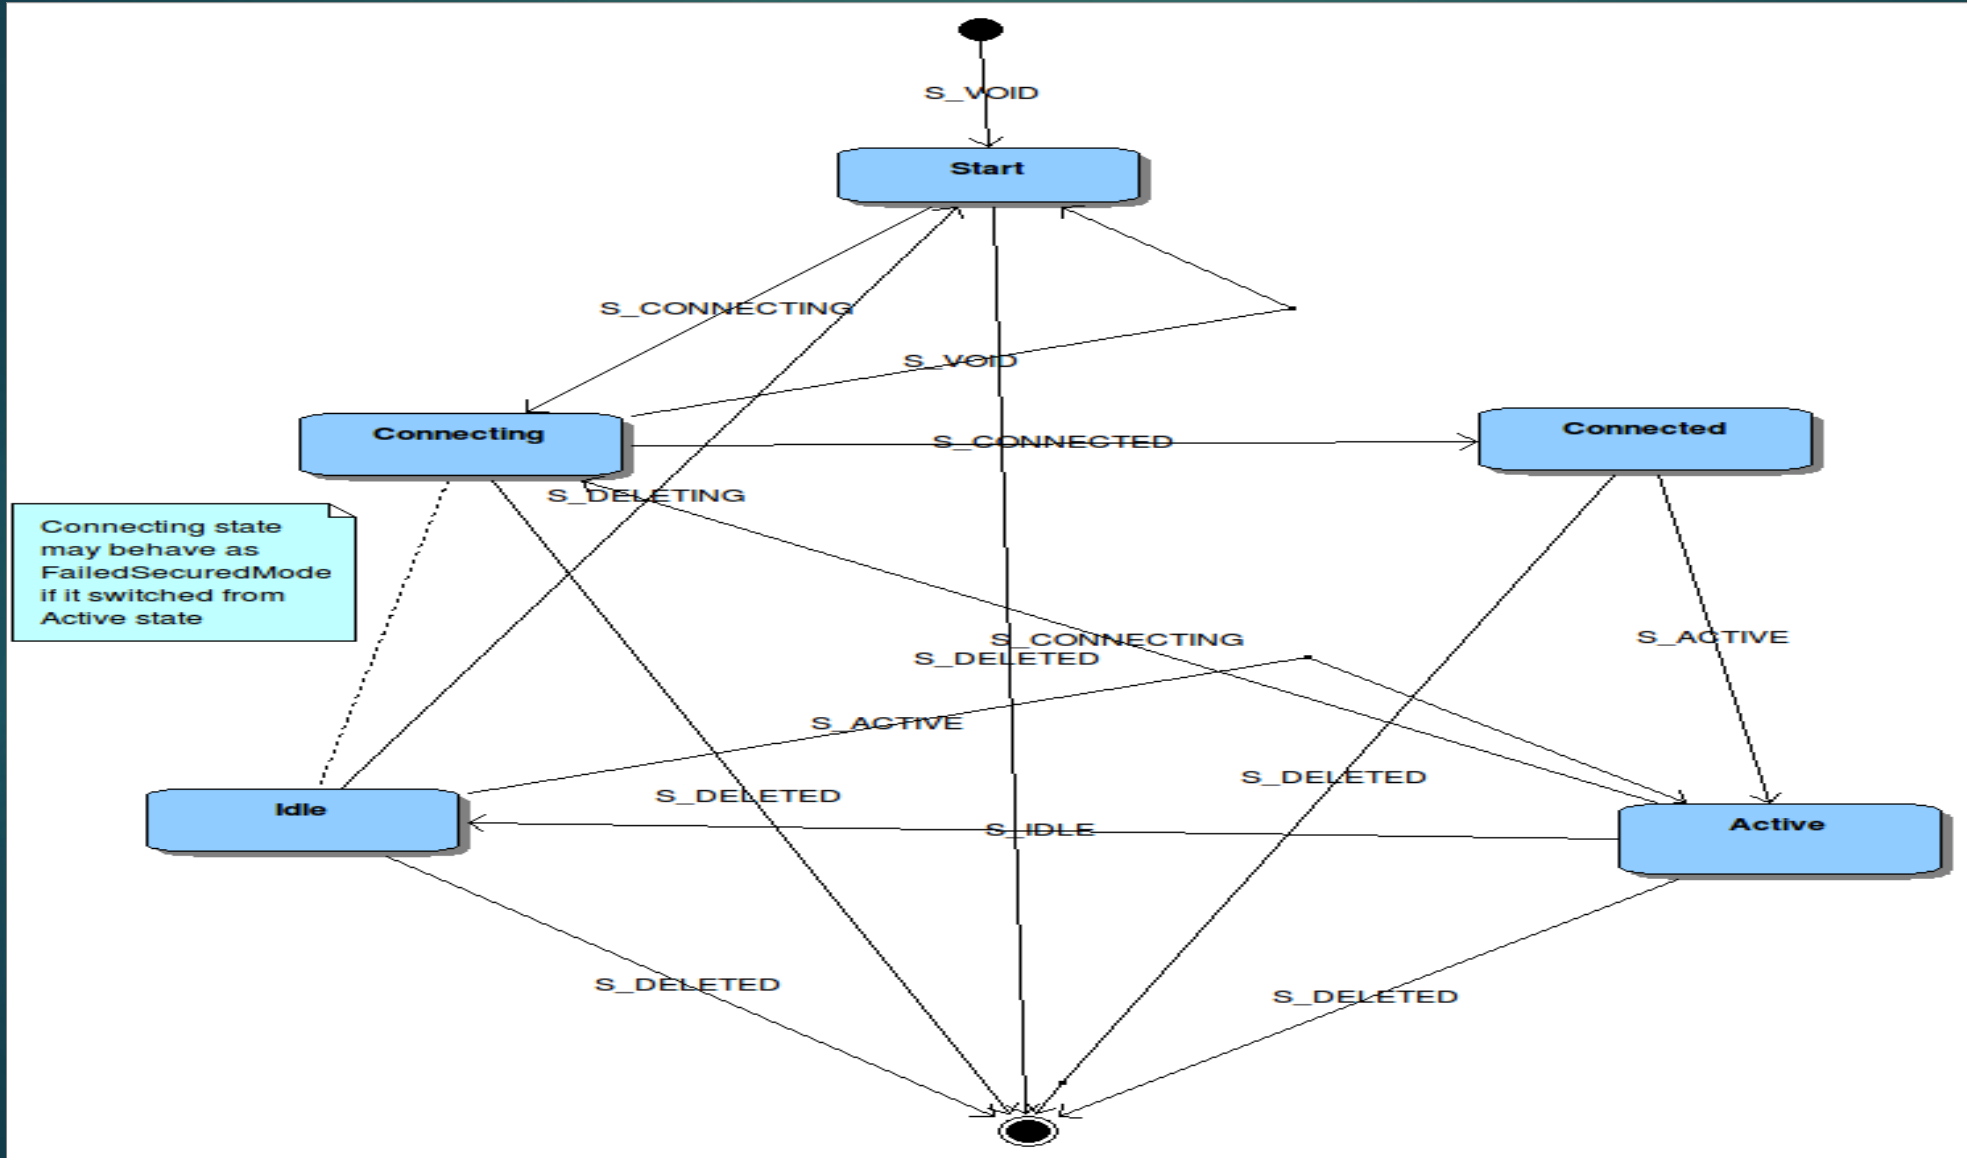 S_VOID
Start
S_CONNECTING
S_VOID
Connecting
Connected
S_CONNECTED
S_DELETING
Connecting state
may behave as
FailedSecuredMode
if it switched from
Active state
S_CONNECTING
S_ACTIVE
S_DELETED
S_ACTIVE
S_DELETED
S_DELETED
Idle
S_IDLE
Active
S_DELETED
S_DELETED